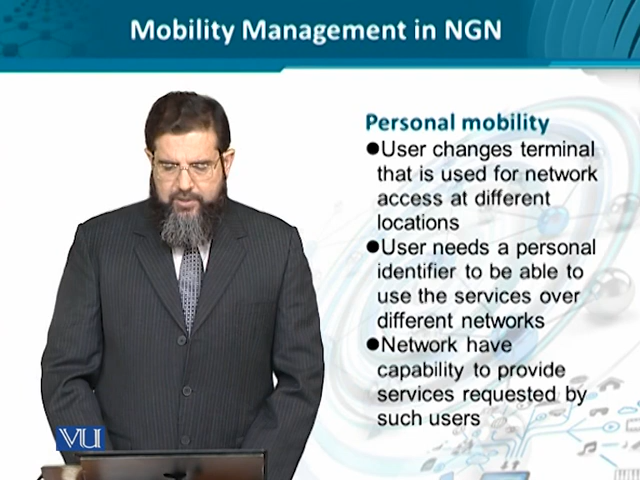 Mobility Management in NGN
Personal mobility
●User changes terminal
that is used for network
access at different
locations
●User needs a personal
identifier to be able to
use the services over
different networks
●Network have
capability to provide
services requested by
such users
VU